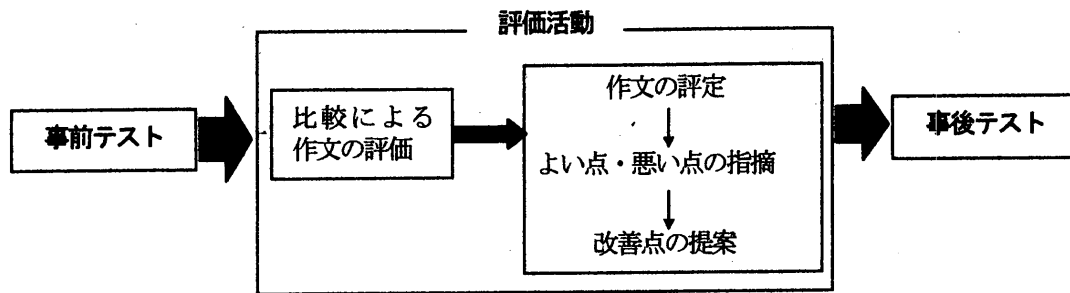 評価活動
事前テスト
比較による
作文の評価
作文の評定
よい点・悪い点の指摘
改善点の提案
事後テスト